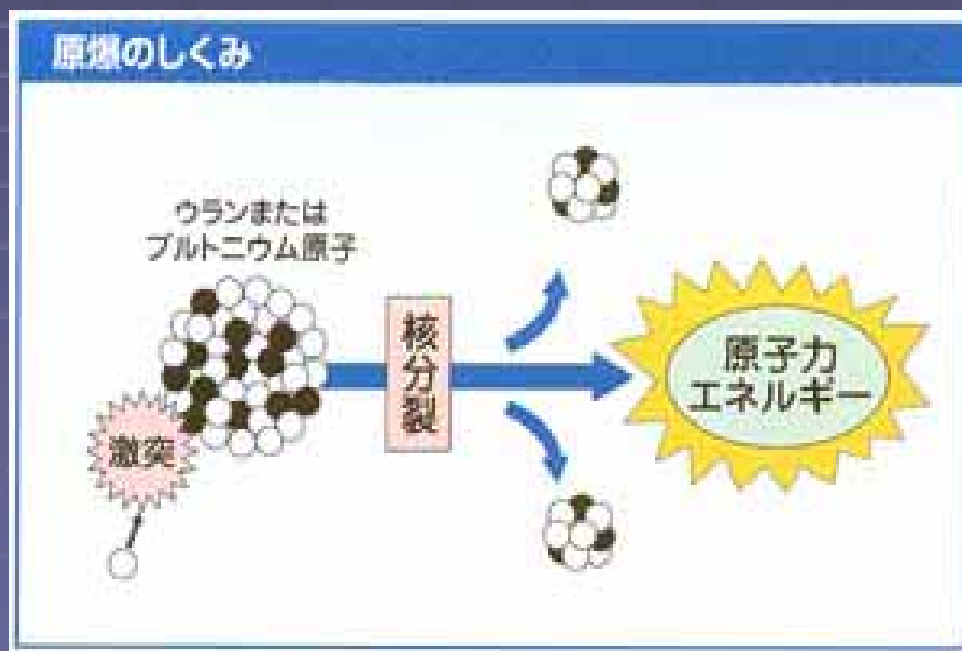 原爆のしくみ
ウランまたは
プルトニウム原子
核分裂
激突
原子力
エネルギー